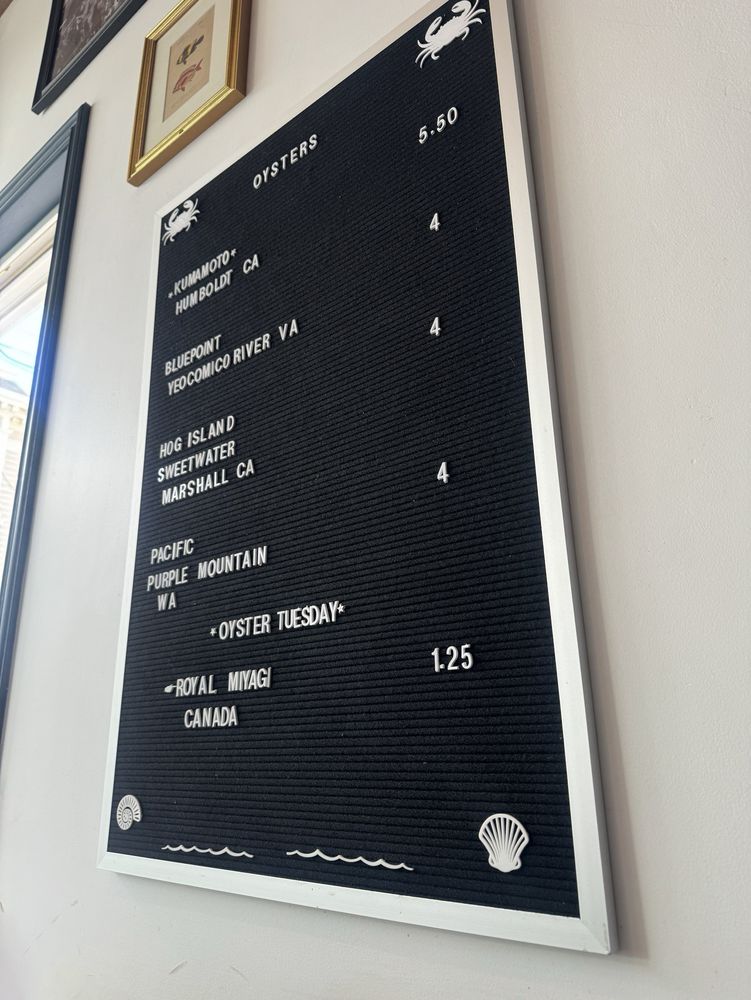 OYSTERS
*KUMAMOTO* 5.50
HUMBOLDT CA
BLUEPOINT 4
YEOCOMICO RIVER VA
HOG ISLAND 4
SWEETWATER
MARSHALL CA
PACIFIC 4
PURPLE MOUNTAIN
WA
*OYSTER TUESDAY*
ROYAL MIYAGI 1.25
CANADA